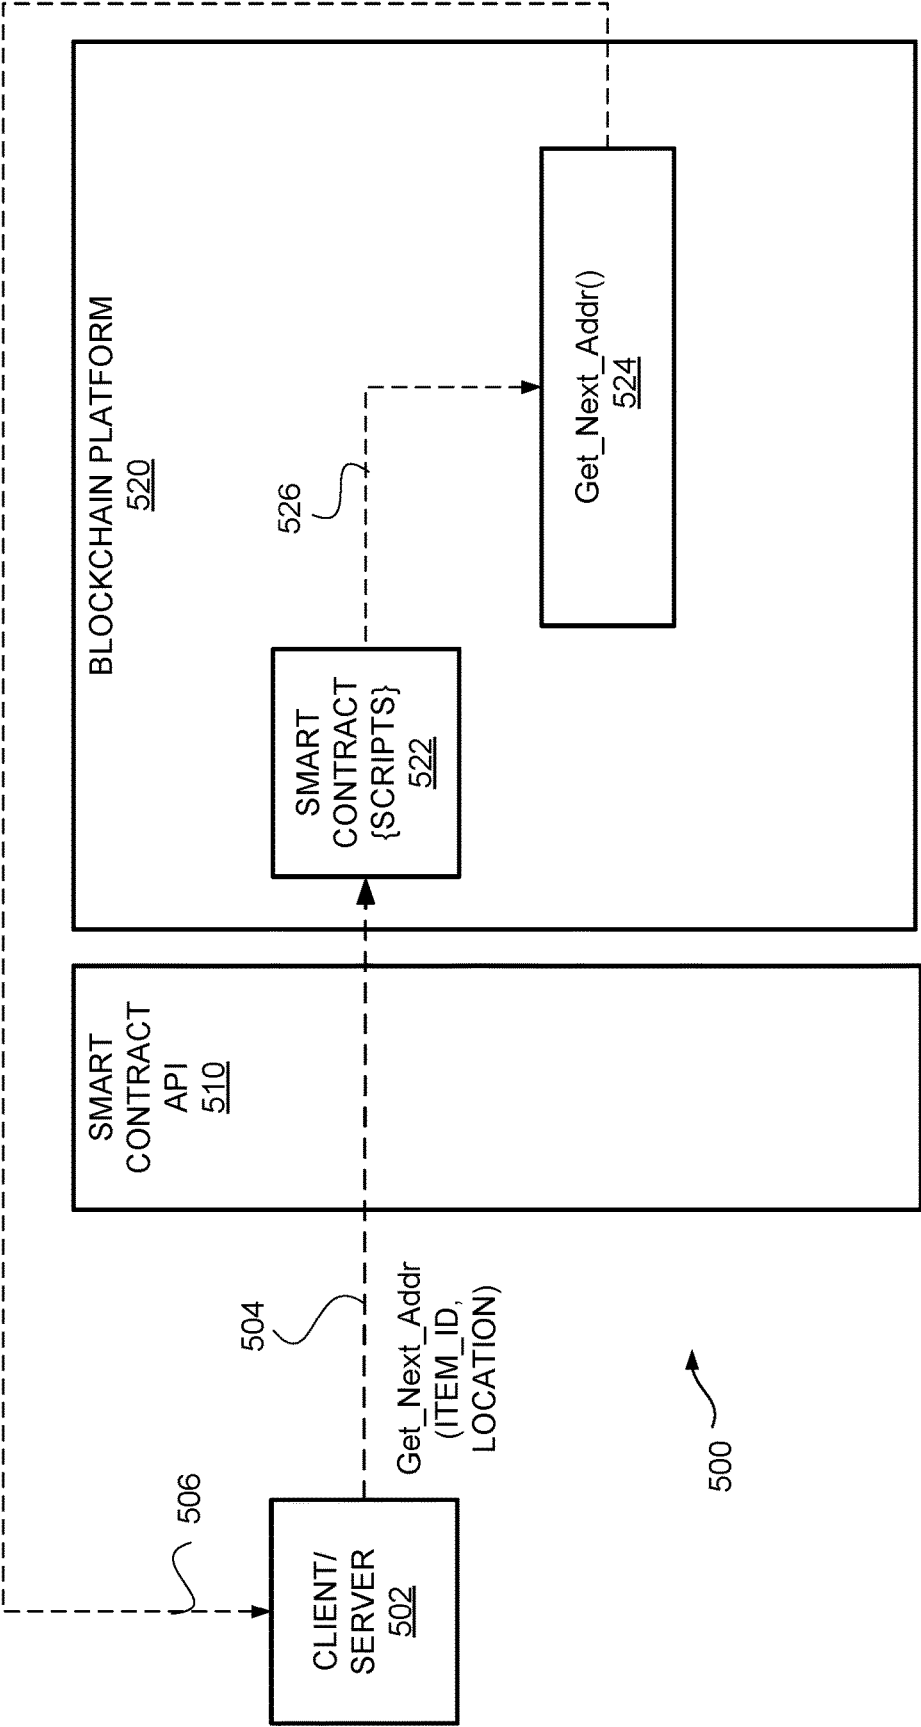 BLOCKCHAIN PLATFORM
520
SMART
CONTRACT
API
510
506
CLIENT/
SERVER
502
504
Get_Next_Addr
(ITEM_ID,
LOCATION)
SMART
CONTRACT
{SCRIPTS}
522
526
Get_Next_Addr()
524
500